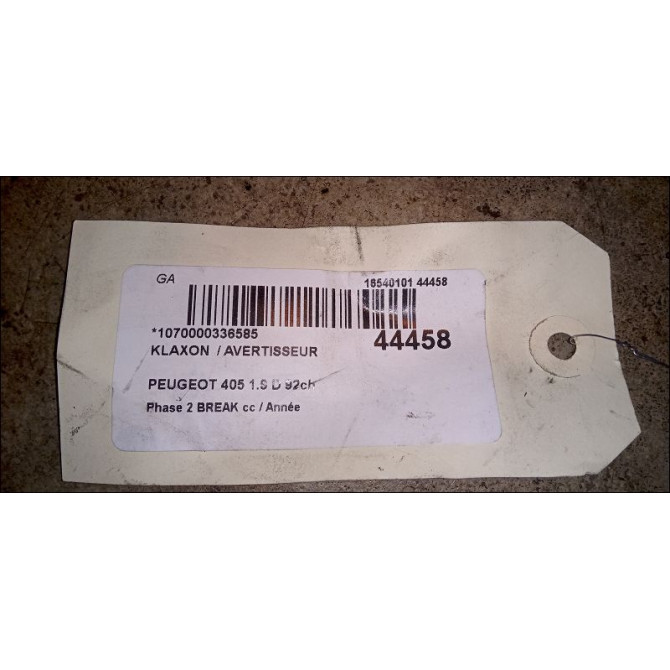 GA
16540101 44458
*1070000336585
44458
KLAXON / AVERTISSEUR
PEUGEOT 405 1.9 D 92ch
Phase 2 BREAK cc / Année